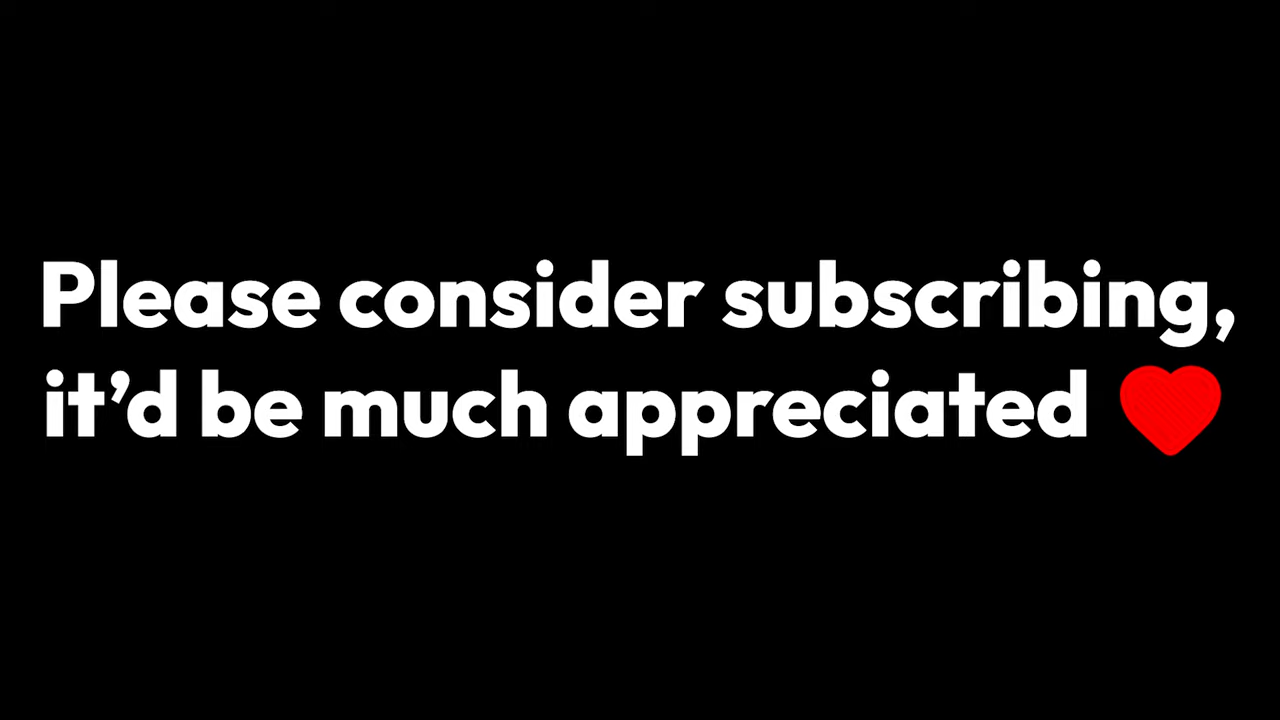 Please consider subscribing,
it’d be much appreciated ❤️